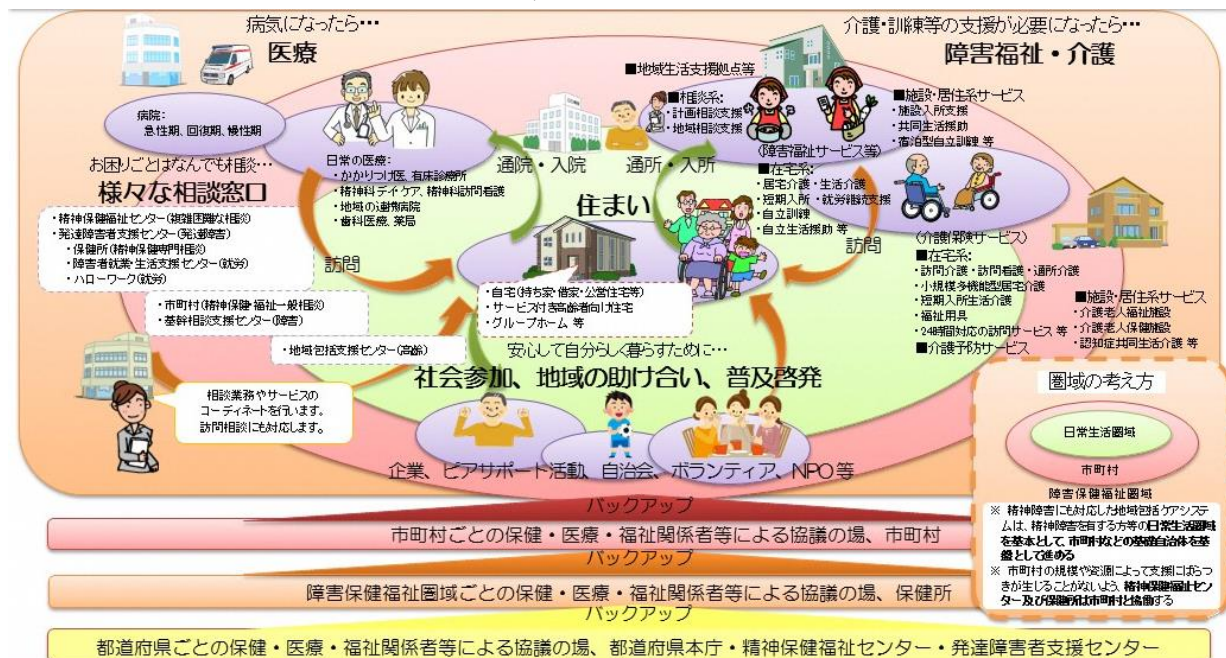 病気になったら…
医療
病院:
急性期、回復期、慢性期
日常の医療:
・かかりつけ医、有床診療所
・精神科デイ・ケア、精神科訪問看護
・地域の連携病院
・歯科医療、薬局
お困りごとはなんでも相談…
様々な相談窓口
・精神保健福祉センター(複雑困難な相談)
・発達障害者支援センター(発達障害)
・保健所(精神保健専門相談)
・障害者就業・生活支援センター(就労)
・ハローワーク(就労)
・市町村(精神保健・福祉一般相談)
・基幹相談支援センター(障害)
・地域包括支援センター(高齢)
訪問
相談業務やサービスの
コーディネートを行います。
訪問相談にも対応します。
通院・入院
通所・入所
住まい
・自宅(持ち家・借家・公営住宅等)
・サービス付き高齢者向け住宅
・グループホーム 等
訪問
介護・訓練等の支援が必要になったら…
障害福祉・介護
■地域生活支援拠点等
■相談系:
・計画相談支援
・地域相談支援
■施設・居住系サービス
・施設入所支援
・共同生活援助
・宿泊型自立訓練 等
(障害福祉サービス等)
■在宅系:
・居宅介護・生活介護
・短期入所・就労継続支援
・自立訓練
・自立生活援助 等
(介護保険サービス)
■在宅系:
・訪問介護・訪問看護・通所介護
・小規模多機能型居宅介護
・短期入所生活介護
・福祉用具
・24時間対応の訪問サービス 等
■介護予防サービス
■施設・居住系サービス
・介護老人福祉施設
・介護老人保健施設
・認知症共同生活介護 等
安心して自分らしく暮らすために…
社会参加、地域の助け合い、普及啓発
企業、ピアサポート活動、自治会、ボランティア、NPO 等
圏域の考え方
日常生活圏域
市町村
障害保健福祉圏域
※ 精神障害にも対応した地域包括ケアシステ
ムは、精神障害を有する方等の日常生活圏域
を基本として、市町村などの基礎自治体を基
盤として進める
※ 市町村の規模や資源によって支援にばらつ
きが生じることがないよう、精神保健福祉セン
ター及び保健所は市町村と協働する
バックアップ
市町村ごとの保健・医療・福祉関係者等による協議の場、市町村
バックアップ
障害保健福祉圏域ごとの保健・医療・福祉関係者等による協議の場、保健所
バックアップ
都道府県ごとの保健・医療・福祉関係者等による協議の場、都道府県本庁・精神保健福祉センター・発達障害者支援センター